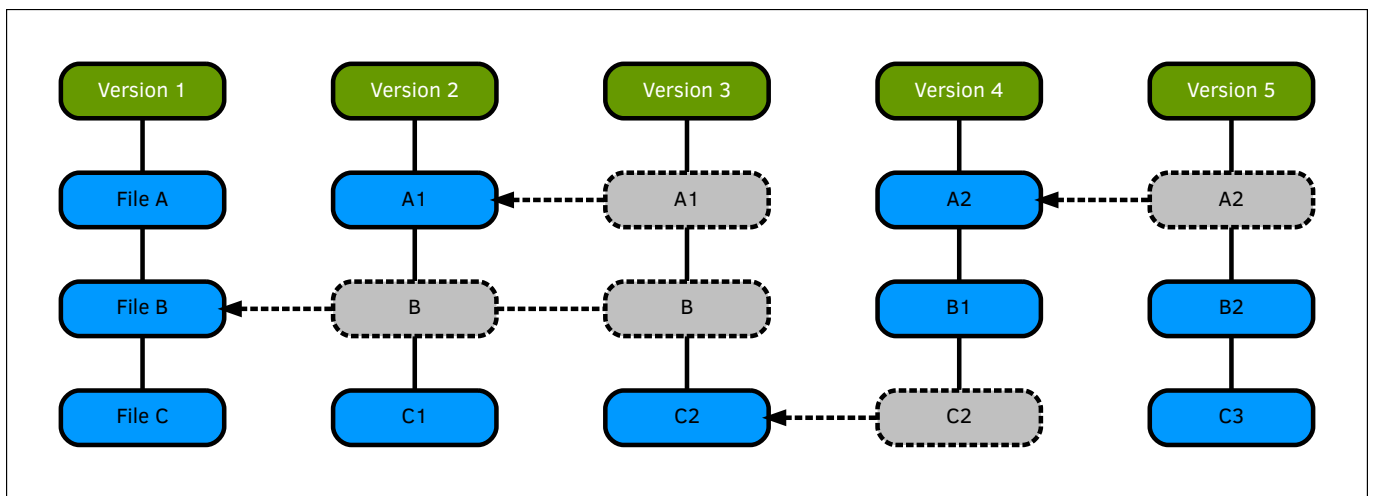 Version 1
Version 2
Version 3
Version 4
Version 5
File A
A1
A1
A2
A2
File B
B
B
B1
B2
File C
C1
C2
C2
C3